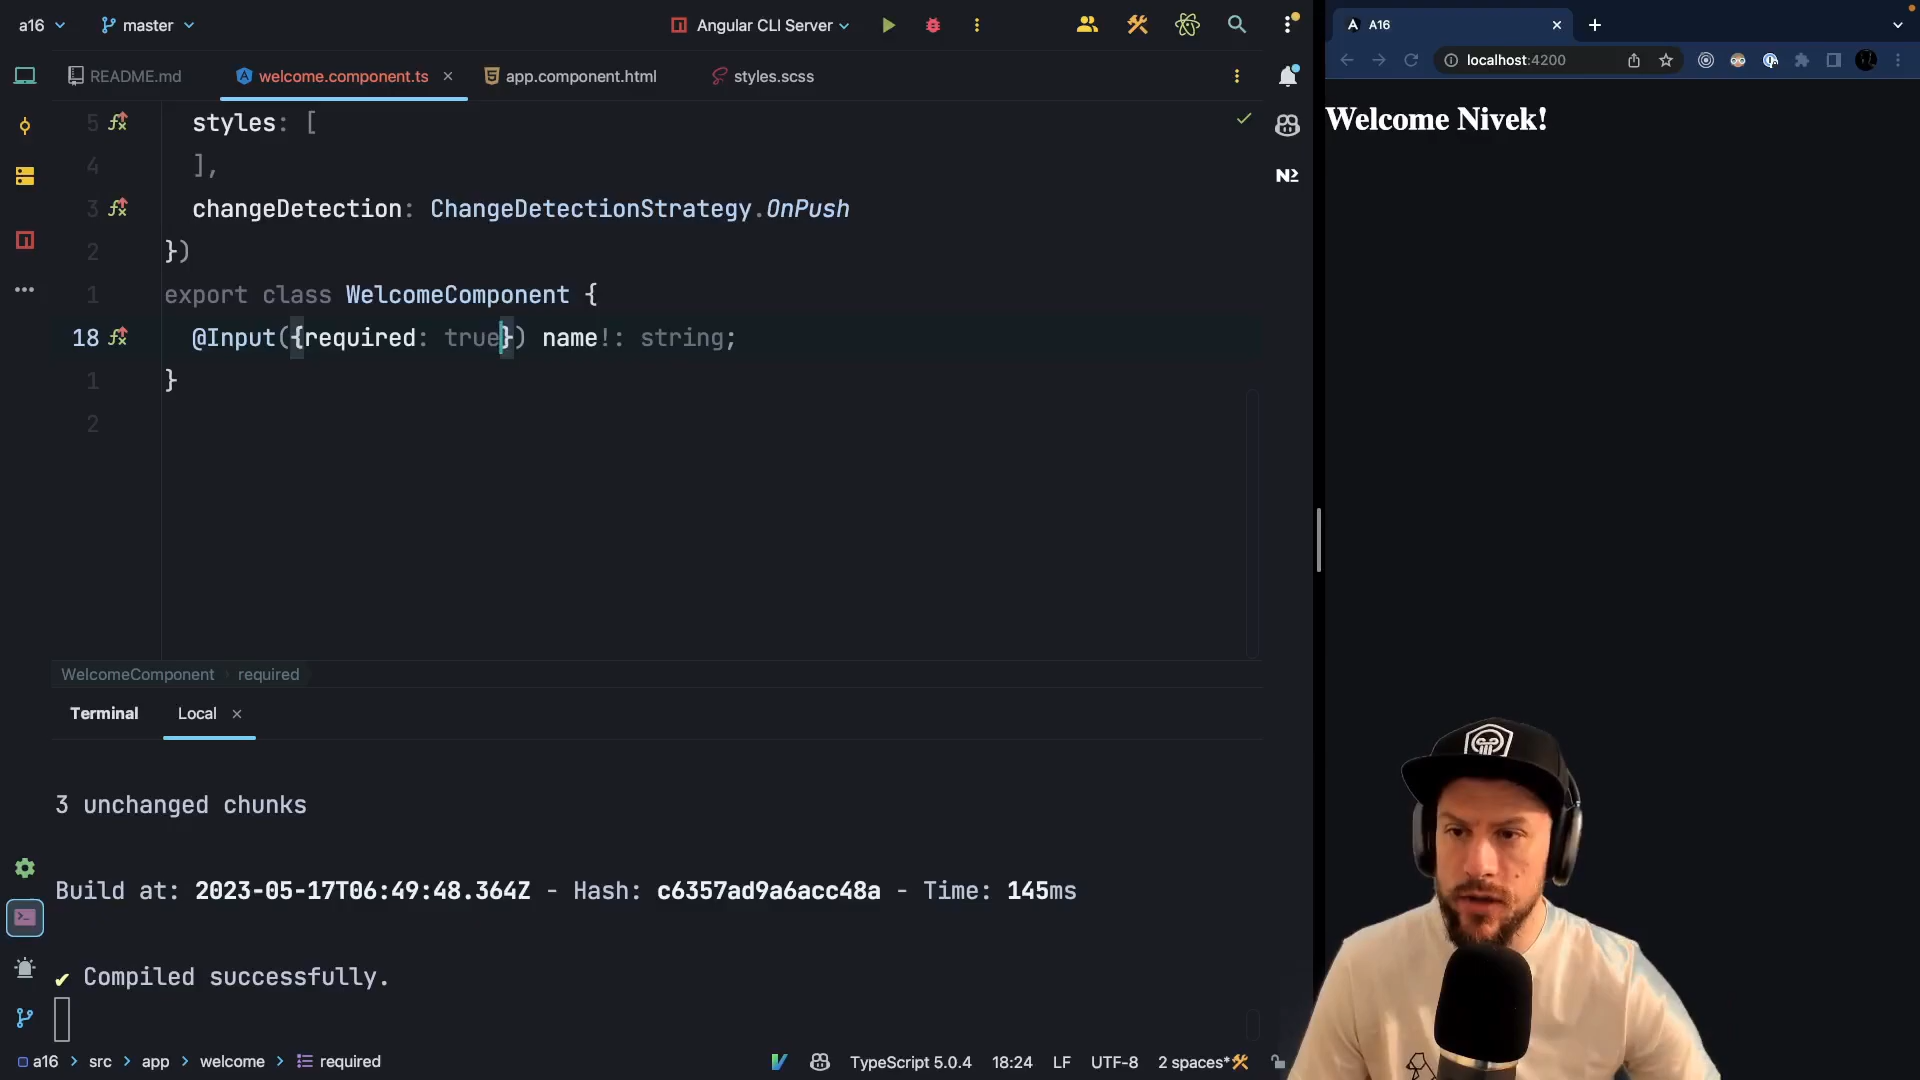 a16
master
Angular CLI Server
README.md
welcome.component.ts
app.component.html
styles.scss
5 styles: [
4 ],
3 changeDetection: ChangeDetectionStrategy.OnPush
2 })
1 export class WelcomeComponent {
18 @Input({required: true}) name!: string;
1 }
2
WelcomeComponent required
Terminal
Local
3 unchanged chunks
Build at: 2023-05-17T06:49:48.364Z - Hash: c6357ad9a6acc48a - Time: 145ms
✔ Compiled successfully.
a16 > src > app > welcome > required
TypeScript 5.0.4 18:24 LF UTF-8 2 spaces*
A16
localhost:4200
Welcome Nivek!